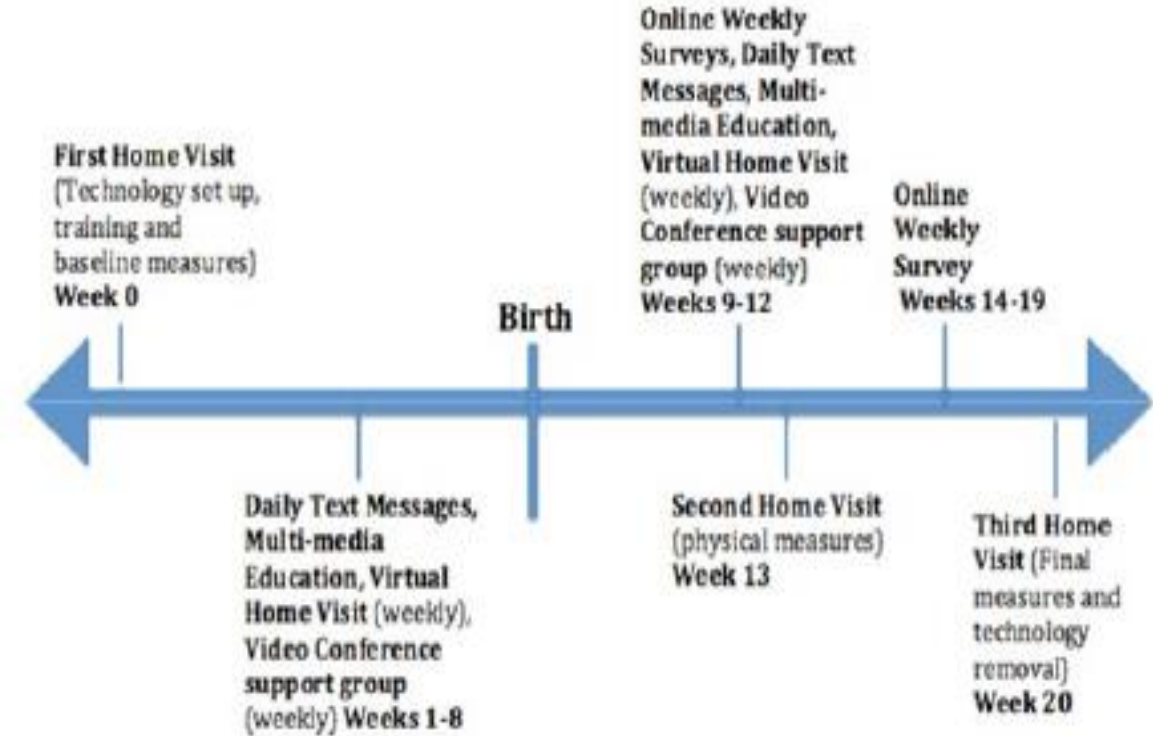 First Home Visit
(Technology set up,
training and
baseline measures)
Week 0
Daily Text Messages,
Multi-media
Education, Virtual
Home Visit (weekly),
Video Conference
support group
(weekly) Weeks 1-8
Birth
Online Weekly
Surveys, Daily Text
Messages, Multi-
media Education,
Virtual Home Visit
(weekly), Video
Conference support
group (weekly)
Weeks 9-12
Second Home Visit
(physical measures)
Week 13
Online
Weekly
Survey
Weeks 14-19
Third Home
Visit (Final
measures and
technology
removal)
Week 20